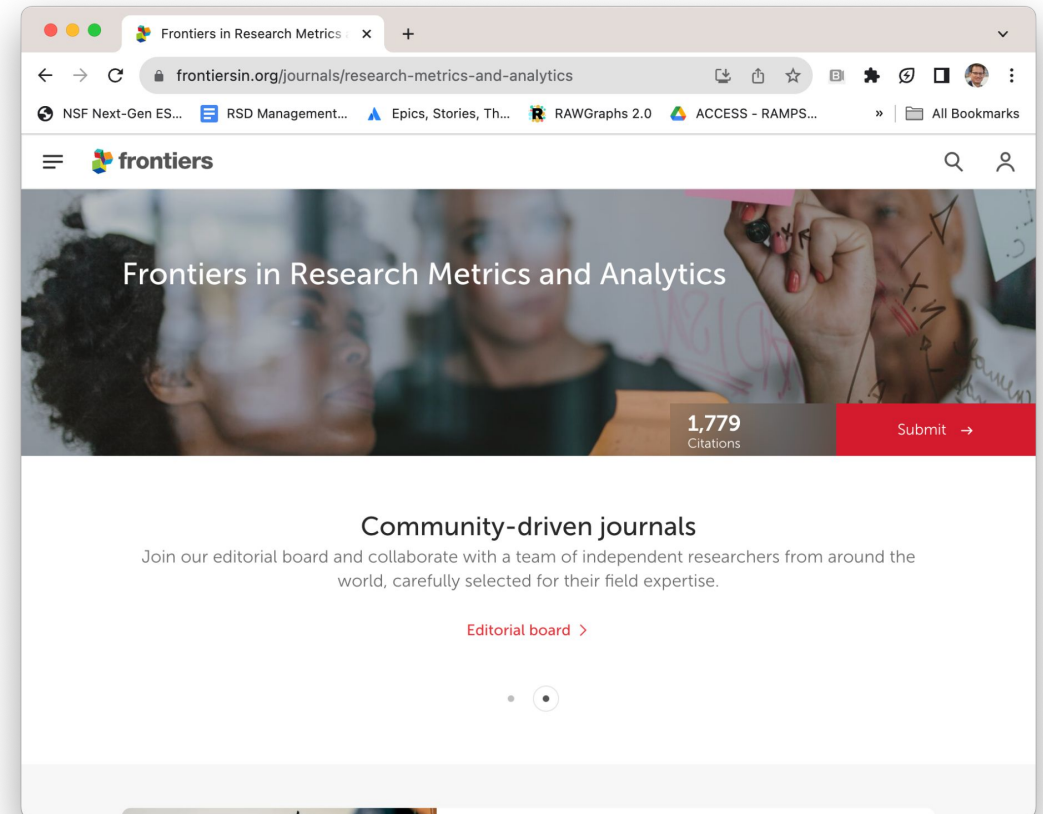 Frontiers in Research Metrics
frontiersin.org/journals/research-metrics-and-analytics
NSF Next-Gen ES... RSD Management... Epics, Stories, Th... RAWGraphs 2.0 ACCESS - RAMPS... » All Bookmarks
frontiers
Frontiers in Research Metrics and Analytics
1,779
Citations
Submit →
Community-driven journals
Join our editorial board and collaborate with a team of independent researchers from around the
world, carefully selected for their field expertise.
Editorial board >